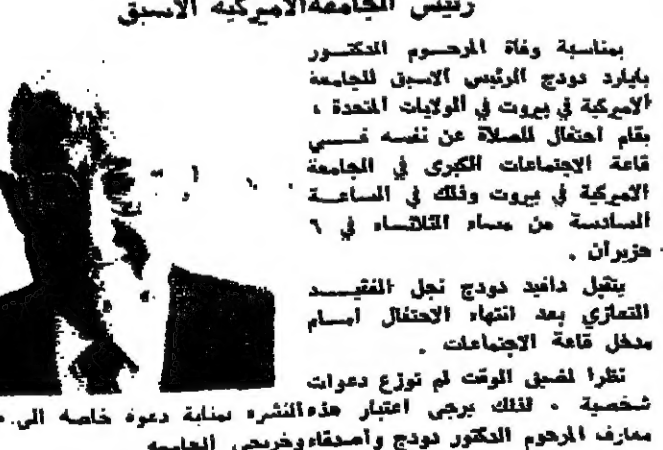 رئيس الجامعة الاميركية الاسبق
بمناسبة وفاة المرحوم الدكتور
بايارد دودج الرئيس الاسبق للجامعة
الاميركية في بيروت في الولايات المتحدة ،
يقام احتفال للصلاة عن نفسه في
قاعة الاجتماعات الكبرى في الجامعة
الاميركية في بيروت وذلك في الساعة
السادسة من مساء الثلاثاء في ٦
حزيران .
يتقبل دافيد دودج نجل الفقيد
التعازي بعد انتهاء الاحتفال امام
مدخل قاعة الاجتماعات .
نظرا لضيق الوقت لم توزع دعوات
شخصية . لذلك يرجى اعتبار هذه النشره بمثابة دعوة خاصه الى
معارف المرحوم الدكتور دودج وأصدقاء وخريجي الجامعه